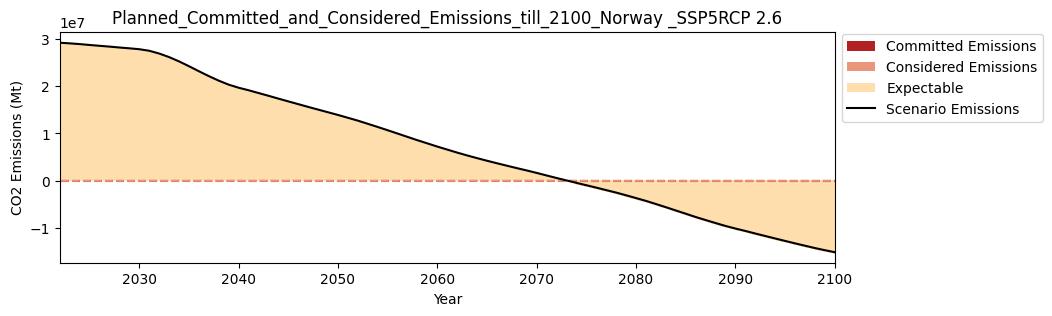 Planned_Committed_and_Considered_Emissions_till_2100_Norway _SSP5RCP 2.6
1e7
3
2
1
0
−1
CO2 Emissions (Mt)
2030 2040 2050 2060 2070 2080 2090 2100
Year
Committed Emissions
Considered Emissions
Expectable
Scenario Emissions